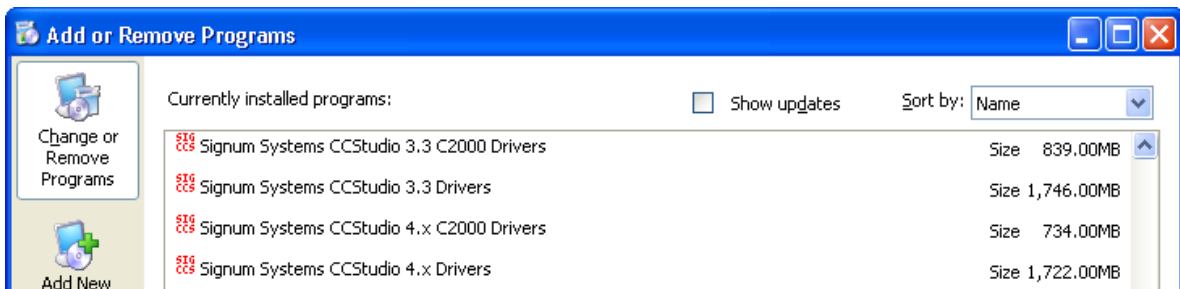 Add or Remove Programs
Change or
Remove
Programs
Add New
Currently installed programs:
Show updates
Sort by: Name
SIG CCS Signum Systems CCStudio 3.3 C2000 Drivers Size 839.00MB
SIG CCS Signum Systems CCStudio 3.3 Drivers Size 1,746.00MB
SIG CCS Signum Systems CCStudio 4.x C2000 Drivers Size 734.00MB
SIG CCS Signum Systems CCStudio 4.x Drivers Size 1,722.00MB